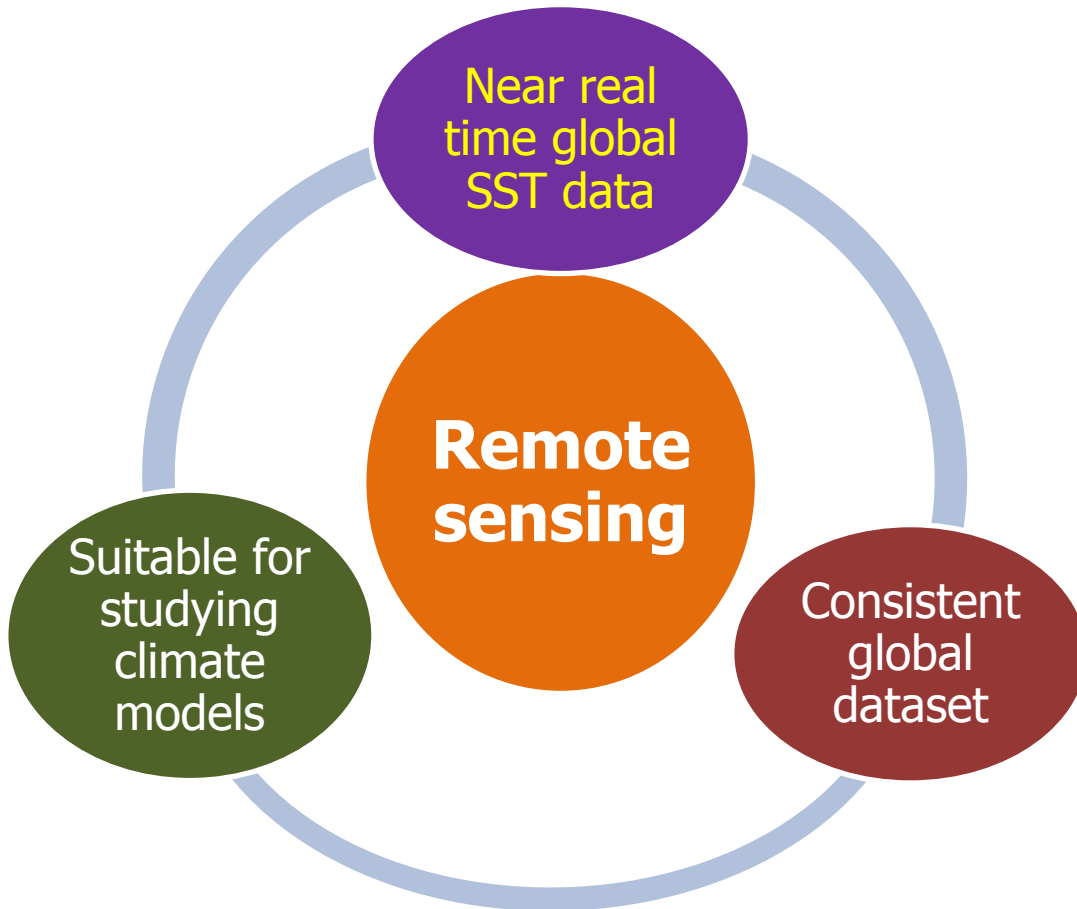 Near real
time global
SST data
Remote
sensing
Suitable for
studying
climate
models
Consistent
global
dataset